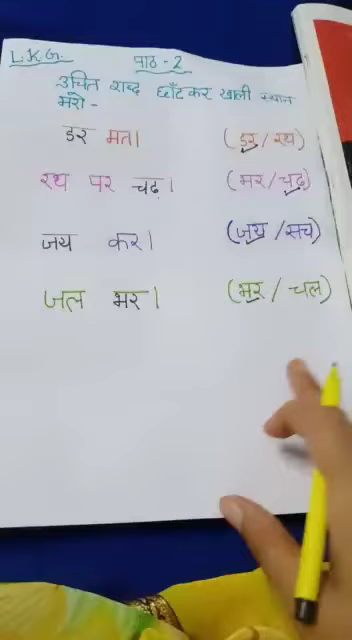 L.K.G. पाठ - 2
उचित शब्द छाँटकर खाली स्थान
भरो -
डर मत। (डर / रथ)
रथ पर चढ़। (मर / चढ़)
जय कर। (जय / सच)
जल भर। (भर / चल)